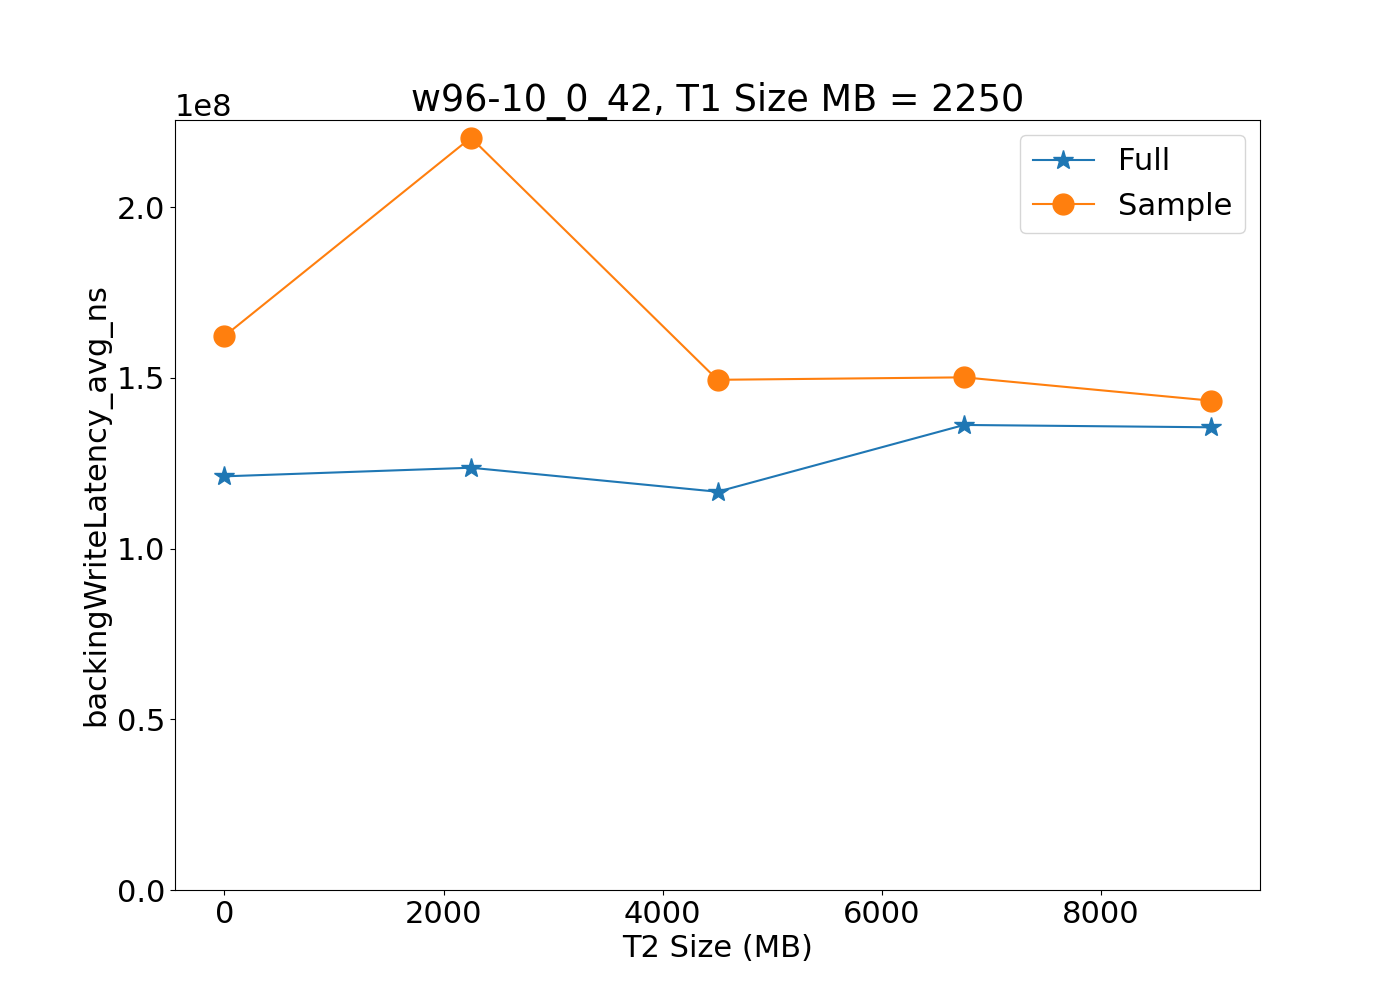 w96-10_0_42, T1 Size MB = 2250
1e8
Full
Sample
2.0
1.5
1.0
0.5
0.0
backingWriteLatency_avg_ns
0 2000 4000 6000 8000
T2 Size (MB)